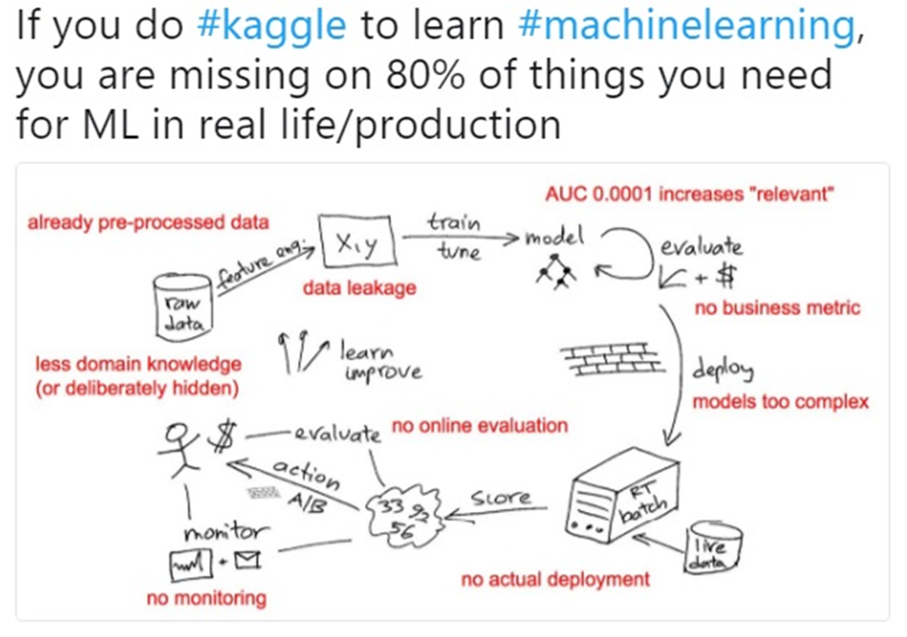 If you do #kaggle to learn #machinelearning,
you are missing on 80% of things you need
for ML in real life/production
AUC 0.0001 increases "relevant"
already pre-processed data
raw
data
feature eng.
X,y
data leakage
train
tune
model
evaluate
+ $
no business metric
less domain knowledge
(or deliberately hidden)
learn
improve
deploy
models too complex
$
evaluate
no online evaluation
action
A/B
33 92
56
score
RT
batch
live
data
monitor
+
no monitoring
no actual deployment